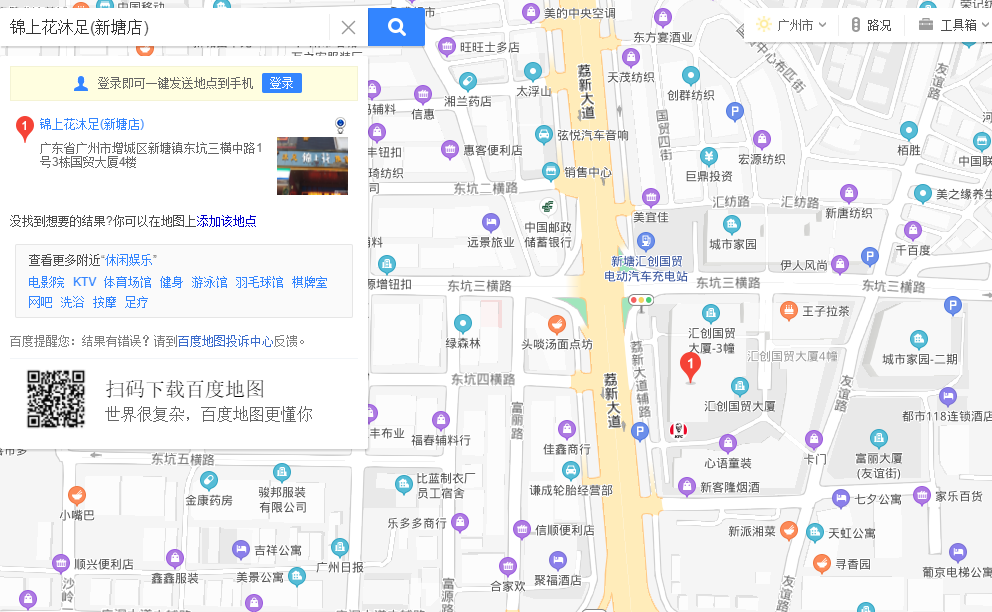 锦上花沐足(新塘店)
登录即可一键发送地点到手机 登录
1
锦上花沐足(新塘店)
广东省广州市增城区新塘镇东坑三横中路1
号3栋国贸大厦4楼
没找到想要的结果?你可以在地图上添加该地点
查看更多附近“休闲娱乐”
电影院 KTV 体育场馆 健身 游泳馆 羽毛球馆 棋牌室
网吧 洗浴 按摩 足疗
百度提醒您：结果有错误？请到百度地图投诉中心反馈。
扫码下载百度地图
世界很复杂，百度地图更懂你
广州市
路况
工具箱
美的中央空调
东方宴酒业
旺旺士多店
荔新大道
天茂纺织
创群纺织
布匹街
友谊路
湘兰药店
太浮山
信惠
国贸四街
P
弦悦汽车音响
惠客便利店
宏源纺织
栢胜
巨鼎投资
销售中心
东坑二横路
美宜佳
汇纺路
汇纺路
新唐纺织
美之缘养生
远景旅业
中国邮政
储蓄银行
城市家园
千百度
新塘汇创国贸
电动汽车充电站
伊人风尚
P
源增钮扣
东坑三横路
东坑三横路
东坑三横路
P
绿森林
头啖汤面点坊
汇创国贸
大厦-3幢
王子拉茶
汇创国贸大厦4幢
城市家园-二期
荔新大道辅路
1
东坑四横路
荔新大道
汇创国贸大厦
友谊路
都市118连锁酒店
富丽路
丰布业
福春辅料行
佳鑫商行
P
KFC
心语童装
卡门
富丽大厦
(友谊街)
东坑五横路
金康药房
骏邦服装
有限公司
比蓝制衣厂
员工宿舍
谦成轮胎经营部
新客隆烟酒
七夕公寓
家乐百货
小嘴巴
乐多多商行
信顺便利店
新派湘菜
天虹公寓
顺兴便利店
鑫鑫服装
吉祥公寓
美景公寓
广州日报
合家欢
聚福酒店
寻香园
葡京电梯公寓
沙岭
富源路
友谊路